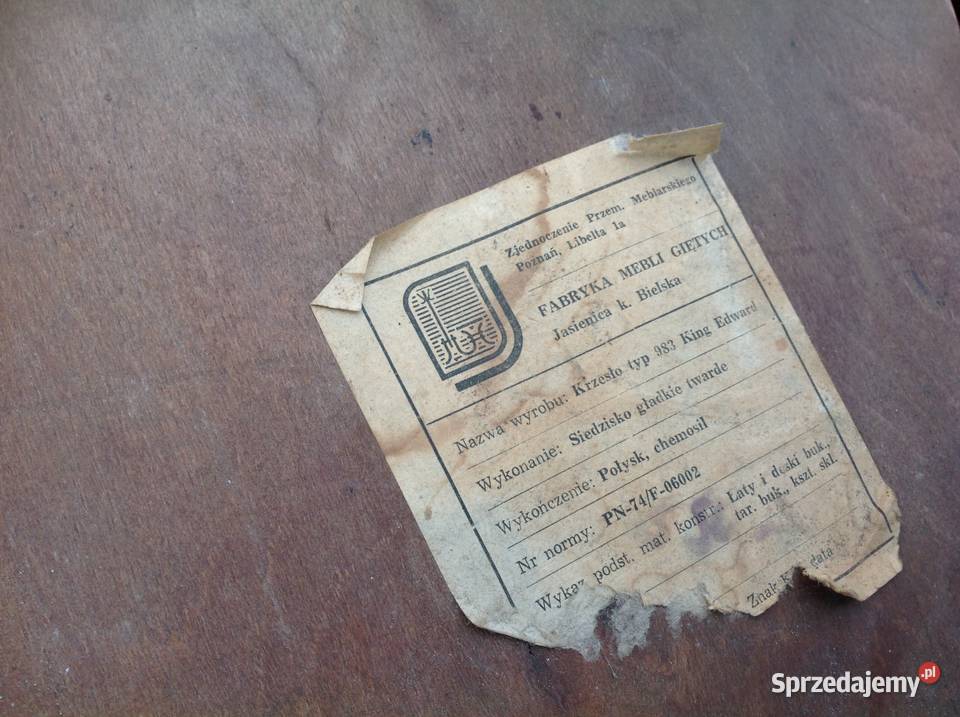 Zjednoczenie Przem. Meblarskiego
Poznań, Libelta 1a
FABRYKA MEBLI GIĘTYCH
Jasienica k. Bielska
Nazwa wyrobu: Krzesło typ 983 King Edward
Wykonanie: Siedzisko gładkie twarde
Wykończenie: Połysk, chemosil
Nr normy: PN-74/F-06002
Wykaz podst. mat. konstr.: Łaty i deski buk.,
tar. buk., kszt. skl.
Znak k data
Sprzedajemy.pl